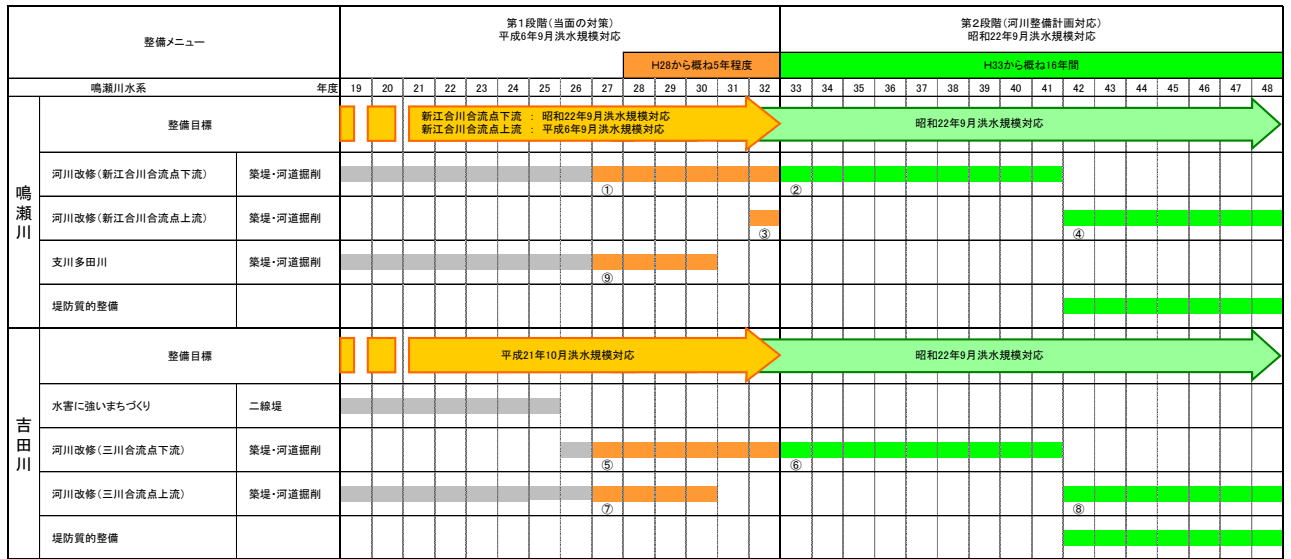 整備メニュー
第1段階(当面の対策)
平成6年9月洪水規模対応
第2段階(河川整備計画対応)
昭和22年9月洪水規模対応
H28から概ね5年程度
H33から概ね16年間
鳴瀬川水系 年度 19 20 21 22 23 24 25 26 27 28 29 30 31 32 33 34 35 36 37 38 39 40 41 42 43 44 45 46 47 48
鳴瀬川
整備目標
新江合川合流点下流 : 昭和22年9月洪水規模対応
新江合川合流点上流 : 平成6年9月洪水規模対応
昭和22年9月洪水規模対応
河川改修(新江合川合流点下流) 築堤・河道掘削
① ②
河川改修(新江合川合流点上流) 築堤・河道掘削
③ ④
支川多田川 築堤・河道掘削
⑨
堤防質的整備
吉田川
整備目標 平成21年10月洪水規模対応 昭和22年9月洪水規模対応
水害に強いまちづくり 二線堤
河川改修(三川合流点下流) 築堤・河道掘削
⑤ ⑥
河川改修(三川合流点上流) 築堤・河道掘削
⑦ ⑧
堤防質的整備